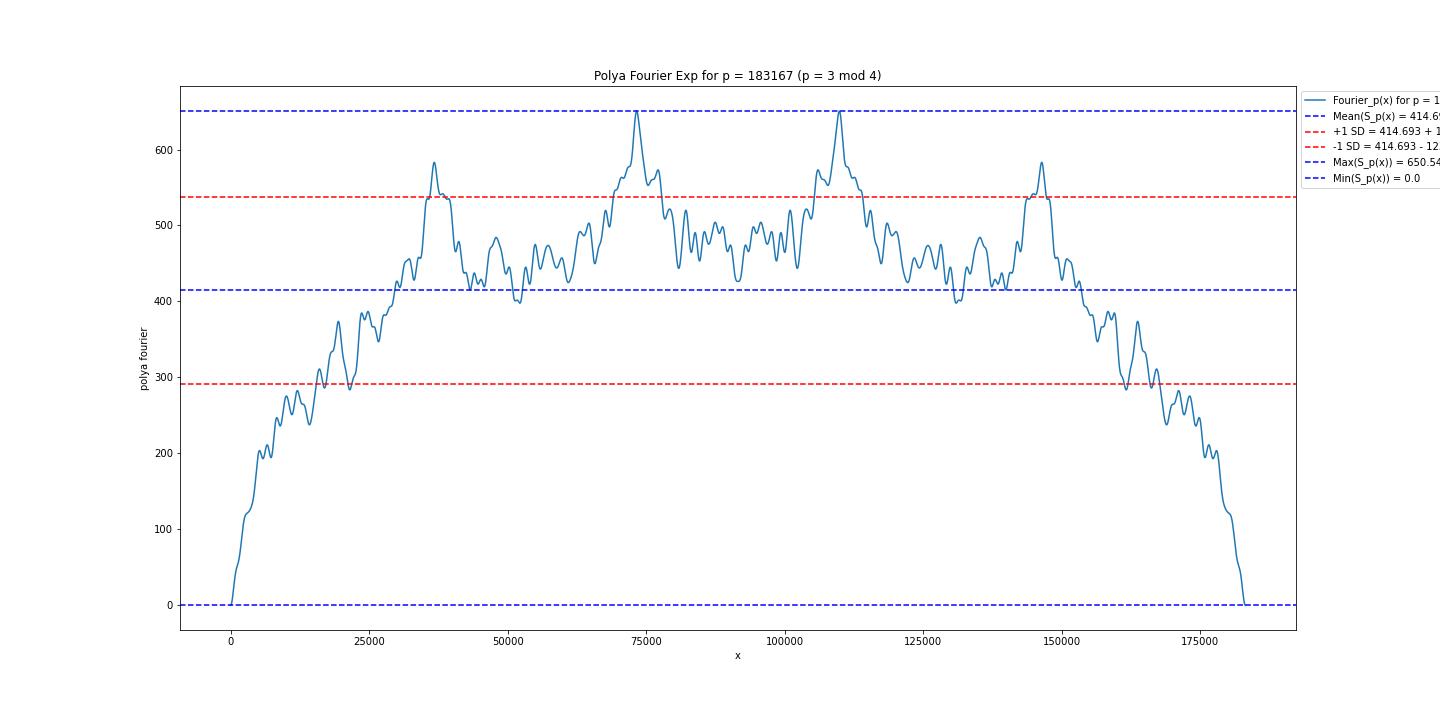 Polya Fourier Exp for p = 183167 (p = 3 mod 4)
Fourier_p(x) for p = 1
Mean(S_p(x) = 414.69
+1 SD = 414.693 + 1
-1 SD = 414.693 - 12
Max(S_p(x)) = 650.54
Min(S_p(x)) = 0.0
polya fourier
600
500
400
300
200
100
0
0 25000 50000 75000 100000 125000 150000 175000
x